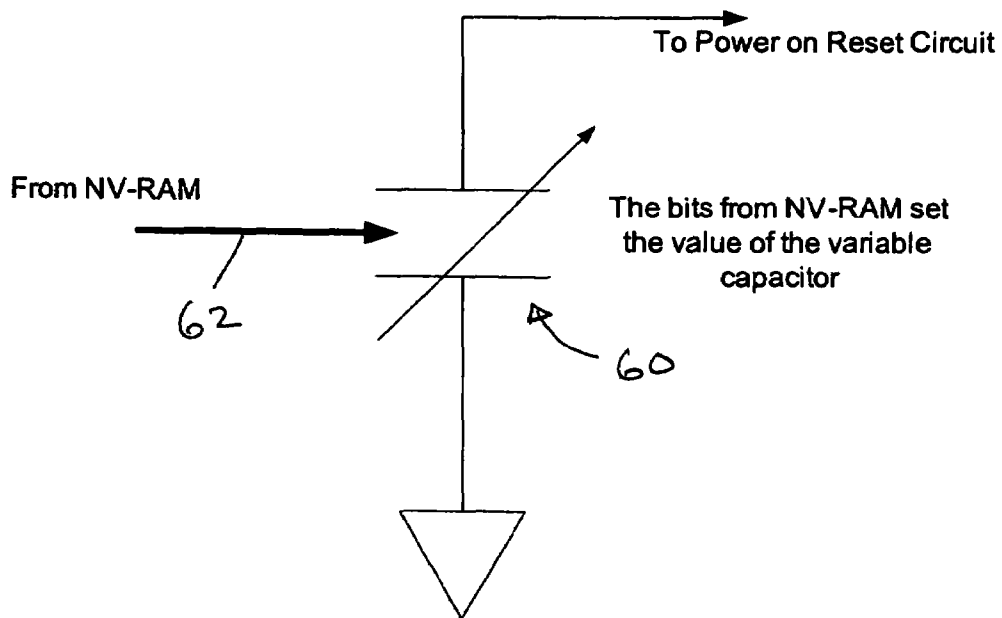 To Power on Reset Circuit
From NV-RAM
The bits from NV-RAM set
the value of the variable
capacitor
62
60